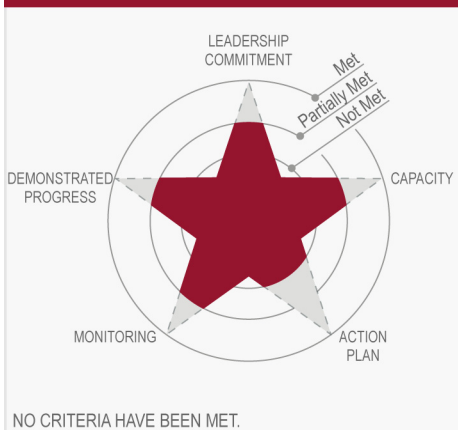 LEADERSHIP
COMMITMENT
Met
Partially Met
Not Met
DEMONSTRATED
PROGRESS
CAPACITY
MONITORING
ACTION
PLAN
NO CRITERIA HAVE BEEN MET.